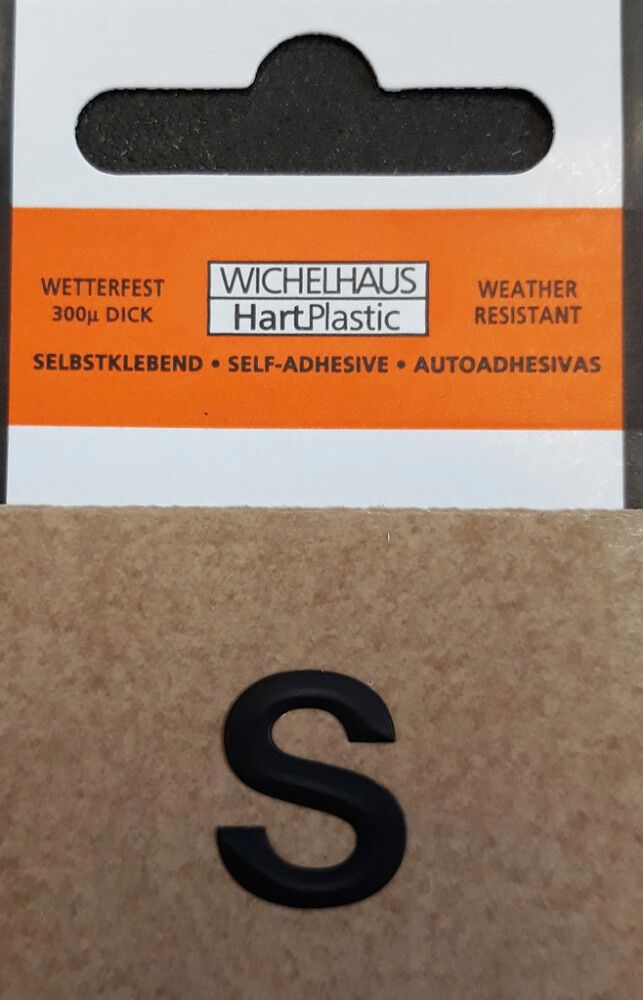 WETTERFEST
300µ DICK
WICHELHAUS
HartPlastic
WEATHER
RESISTANT
SELBSTKLEBEND • SELF-ADHESIVE • AUTOADHESIVAS
S